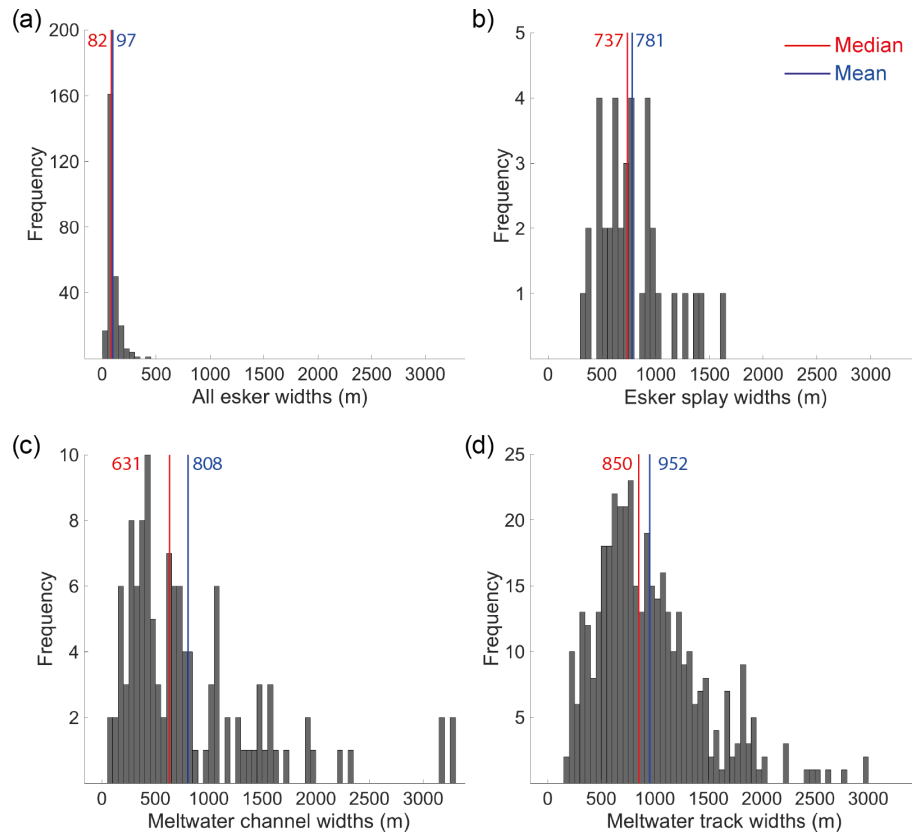 (a)
82 97
200
160
120
80
40
Frequency
0 500 1000 1500 2000 2500 3000
All esker widths (m)
(b)
737 781
Median
Mean
5
4
3
2
1
Frequency
0 500 1000 1500 2000 2500 3000
Esker splay widths (m)
(c)
631 808
10
8
6
4
2
Frequency
0 500 1000 1500 2000 2500 3000
Meltwater channel widths (m)
(d)
850 952
25
20
15
10
5
Frequency
0 500 1000 1500 2000 2500 3000
Meltwater track widths (m)